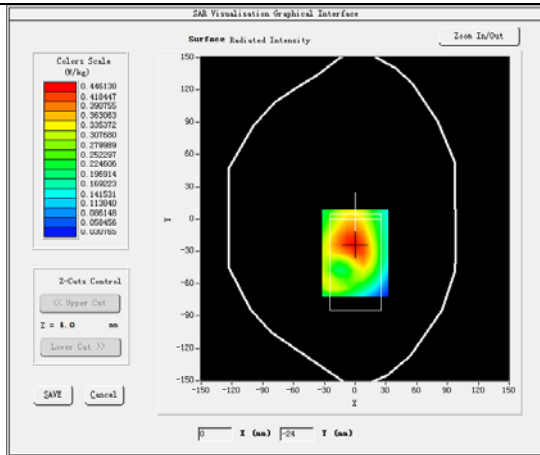 SAR Visualisation Graphical Interface
Surface Radiated Intensity
Zoom In/Out
Colors Scale
(W/kg)
0.446130
0.418447
0.390755
0.363063
0.335372
0.307680
0.279989
0.252297
0.224606
0.196914
0.169223
0.141531
0.113840
0.086148
0.058456
0.030765
150
120
90
60
30
0
-30
-60
-90
-120
-150
Y
-150 -120 -90 -60 -30 0 30 60 90 120 150
X
Z-Cuts Control
<< Upper Cut
Z = 4.0 mm
Lower Cut >>
SAVE Cancel
0 X (mm) -24 Y (mm)